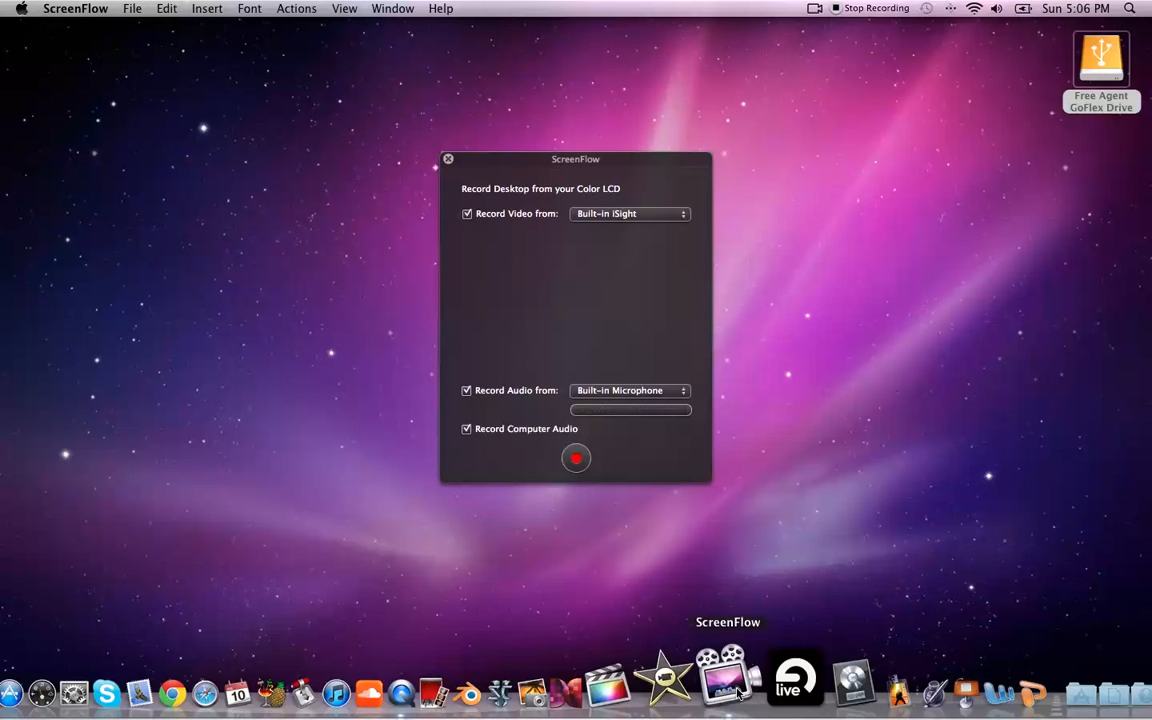 ScreenFlow File Edit Insert Font Actions View Window Help Stop Recording Sun 5:06 PM
Free Agent
GoFlex Drive
ScreenFlow
Record Desktop from your Color LCD
Record Video from: Built-in iSight
Record Audio from: Built-in Microphone
Record Computer Audio
ScreenFlow
10
live